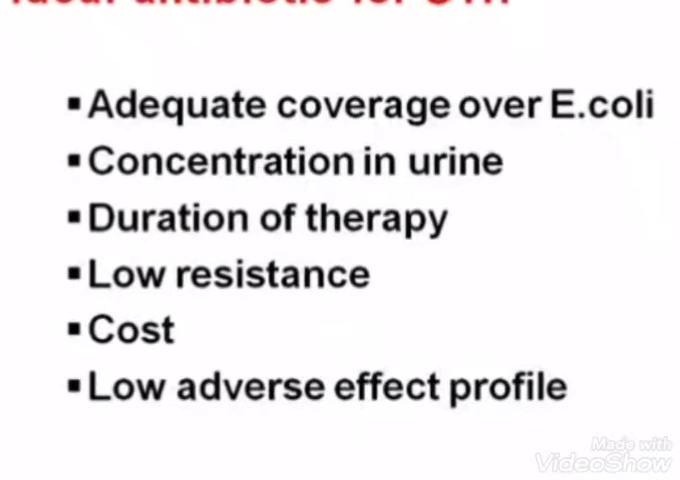 ▪Adequate coverage over E.coli
▪Concentration in urine
▪Duration of therapy
▪Low resistance
▪Cost
▪Low adverse effect profile
Made with
VideoShow